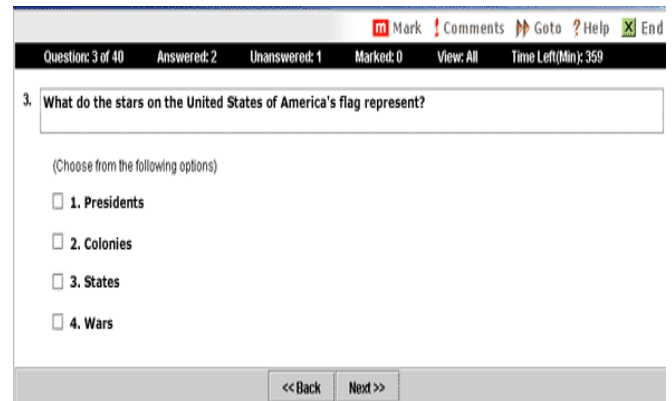 m Mark ! Comments Goto ? Help X End
Question: 3 of 40 Answered: 2 Unanswered: 1 Marked: 0 View: All Time Left(Min): 359
3. What do the stars on the United States of America's flag represent?
(Choose from the following options)
1. Presidents
2. Colonies
3. States
4. Wars
<< Back Next >>